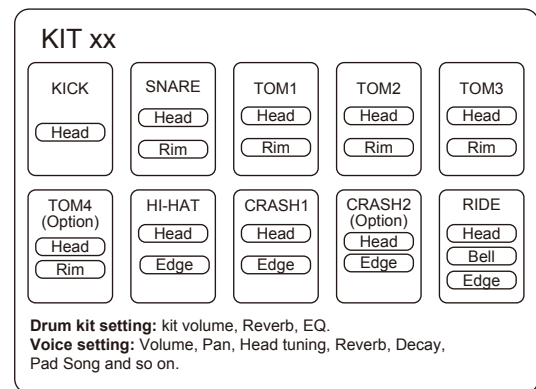 KIT xx
KICK
Head
SNARE
Head
Rim
TOM1
Head
Rim
TOM2
Head
Rim
TOM3
Head
Rim
TOM4
(Option)
Head
Rim
HI-HAT
Head
Edge
CRASH1
Head
Edge
CRASH2
(Option)
Head
Edge
RIDE
Head
Bell
Edge
Drum kit setting: kit volume, Reverb, EQ.
Voice setting: Volume, Pan, Head tuning, Reverb, Decay,
Pad Song and so on.